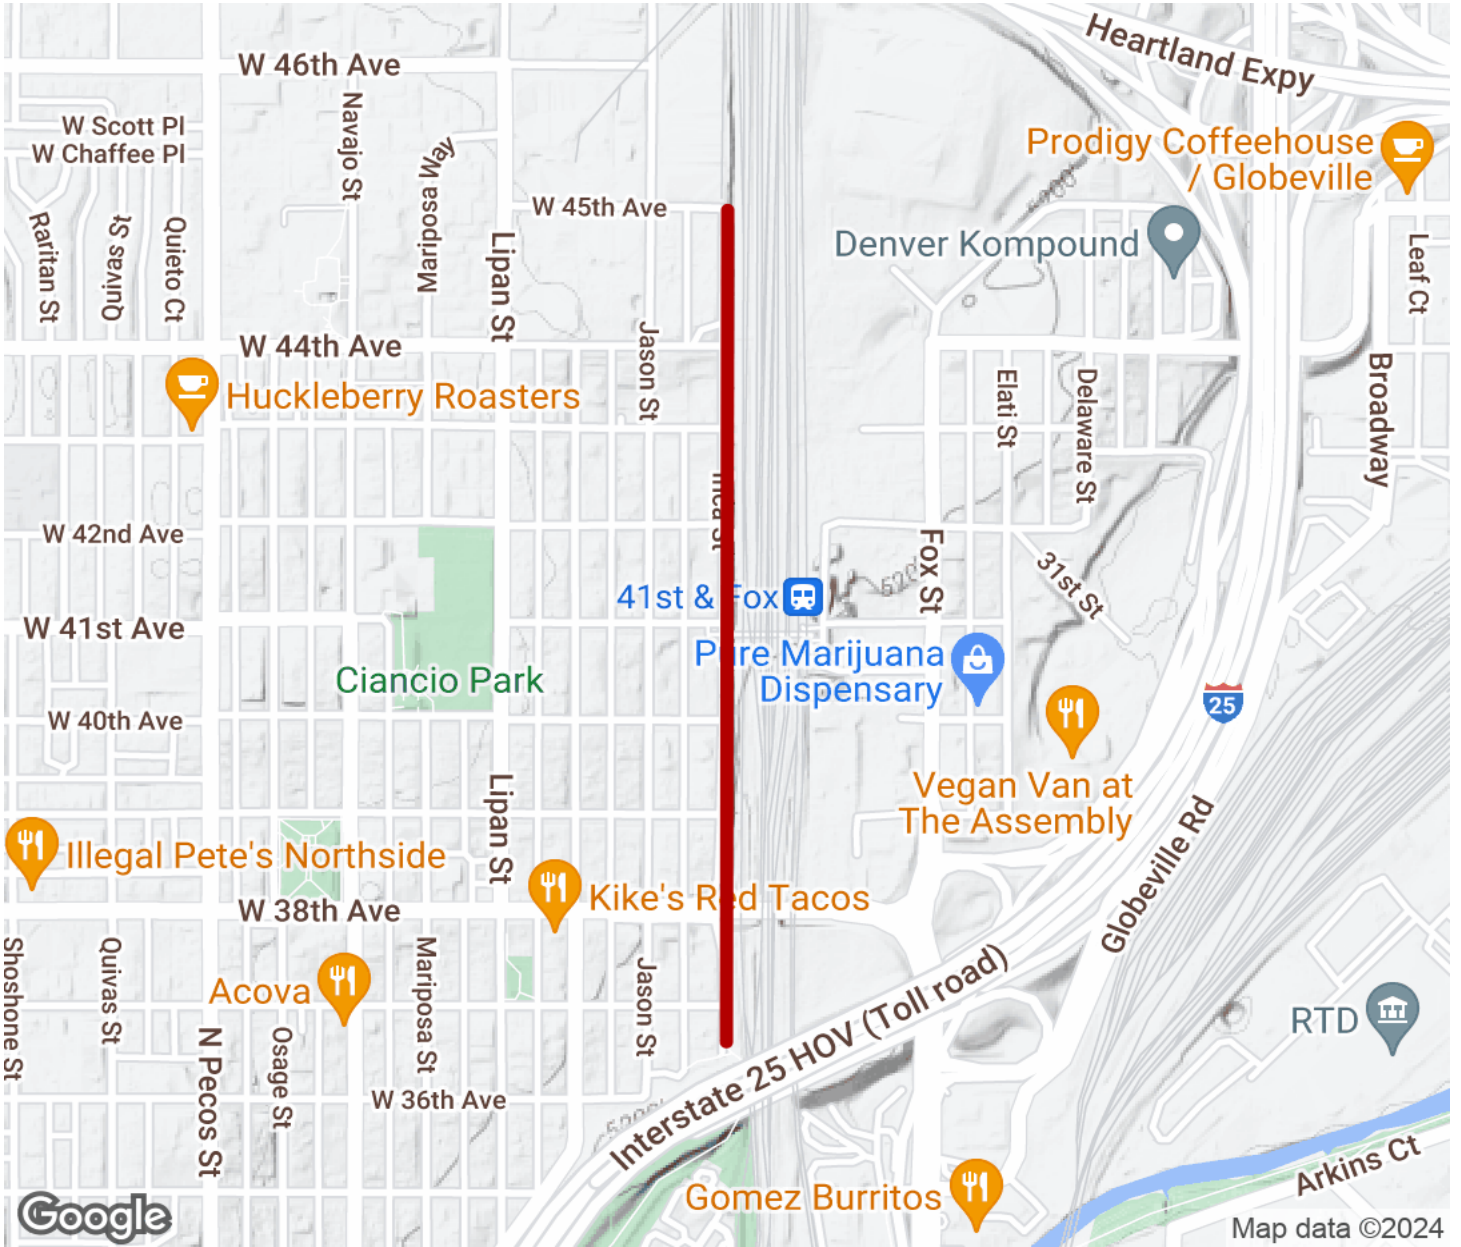 Heartland Expy
W 46th Ave
Navajo St
W Scott Pl
W Chaffee Pl
Mariposa Way
Prodigy Coffeehouse
/ Globeville
Raritan St
Quivas St
Quieto Ct
Lipan St
W 45th Ave
Denver Kompound
Leaf Ct
W 44th Ave
Jason St
Huckleberry Roasters
Elati St
Delaware St
Broadway
W 42nd Ave
Fox St
31st St
41st & Fox
W 41st Ave
Pure Marijuana
Dispensary
Ciancio Park
25
W 40th Ave
Lipan St
Vegan Van at
The Assembly
Globeville Rd
Illegal Pete's Northside
Kike's Red Tacos
W 38th Ave
Shoshone St
Quivas St
Mariposa St
Jason St
Acova
Interstate 25 HOV (Toll road)
RTD
N Pecos St
Osage St
W 36th Ave
Arkins Ct
Gomez Burritos
Google
Map data ©2024